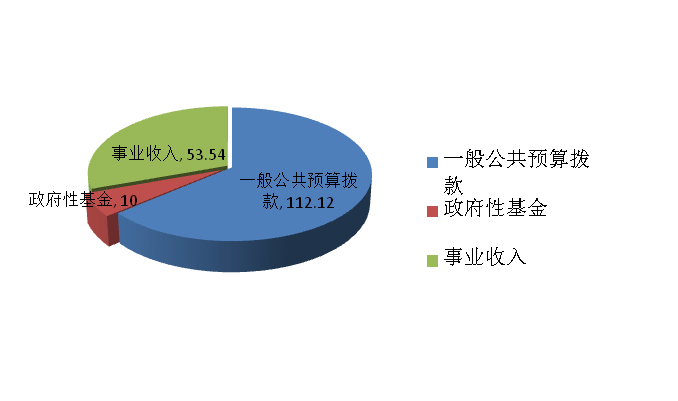 事业收入, 53.54
一般公共预算拨
款, 112.12
政府性基金, 10
一般公共预算拨
款
政府性基金
事业收入